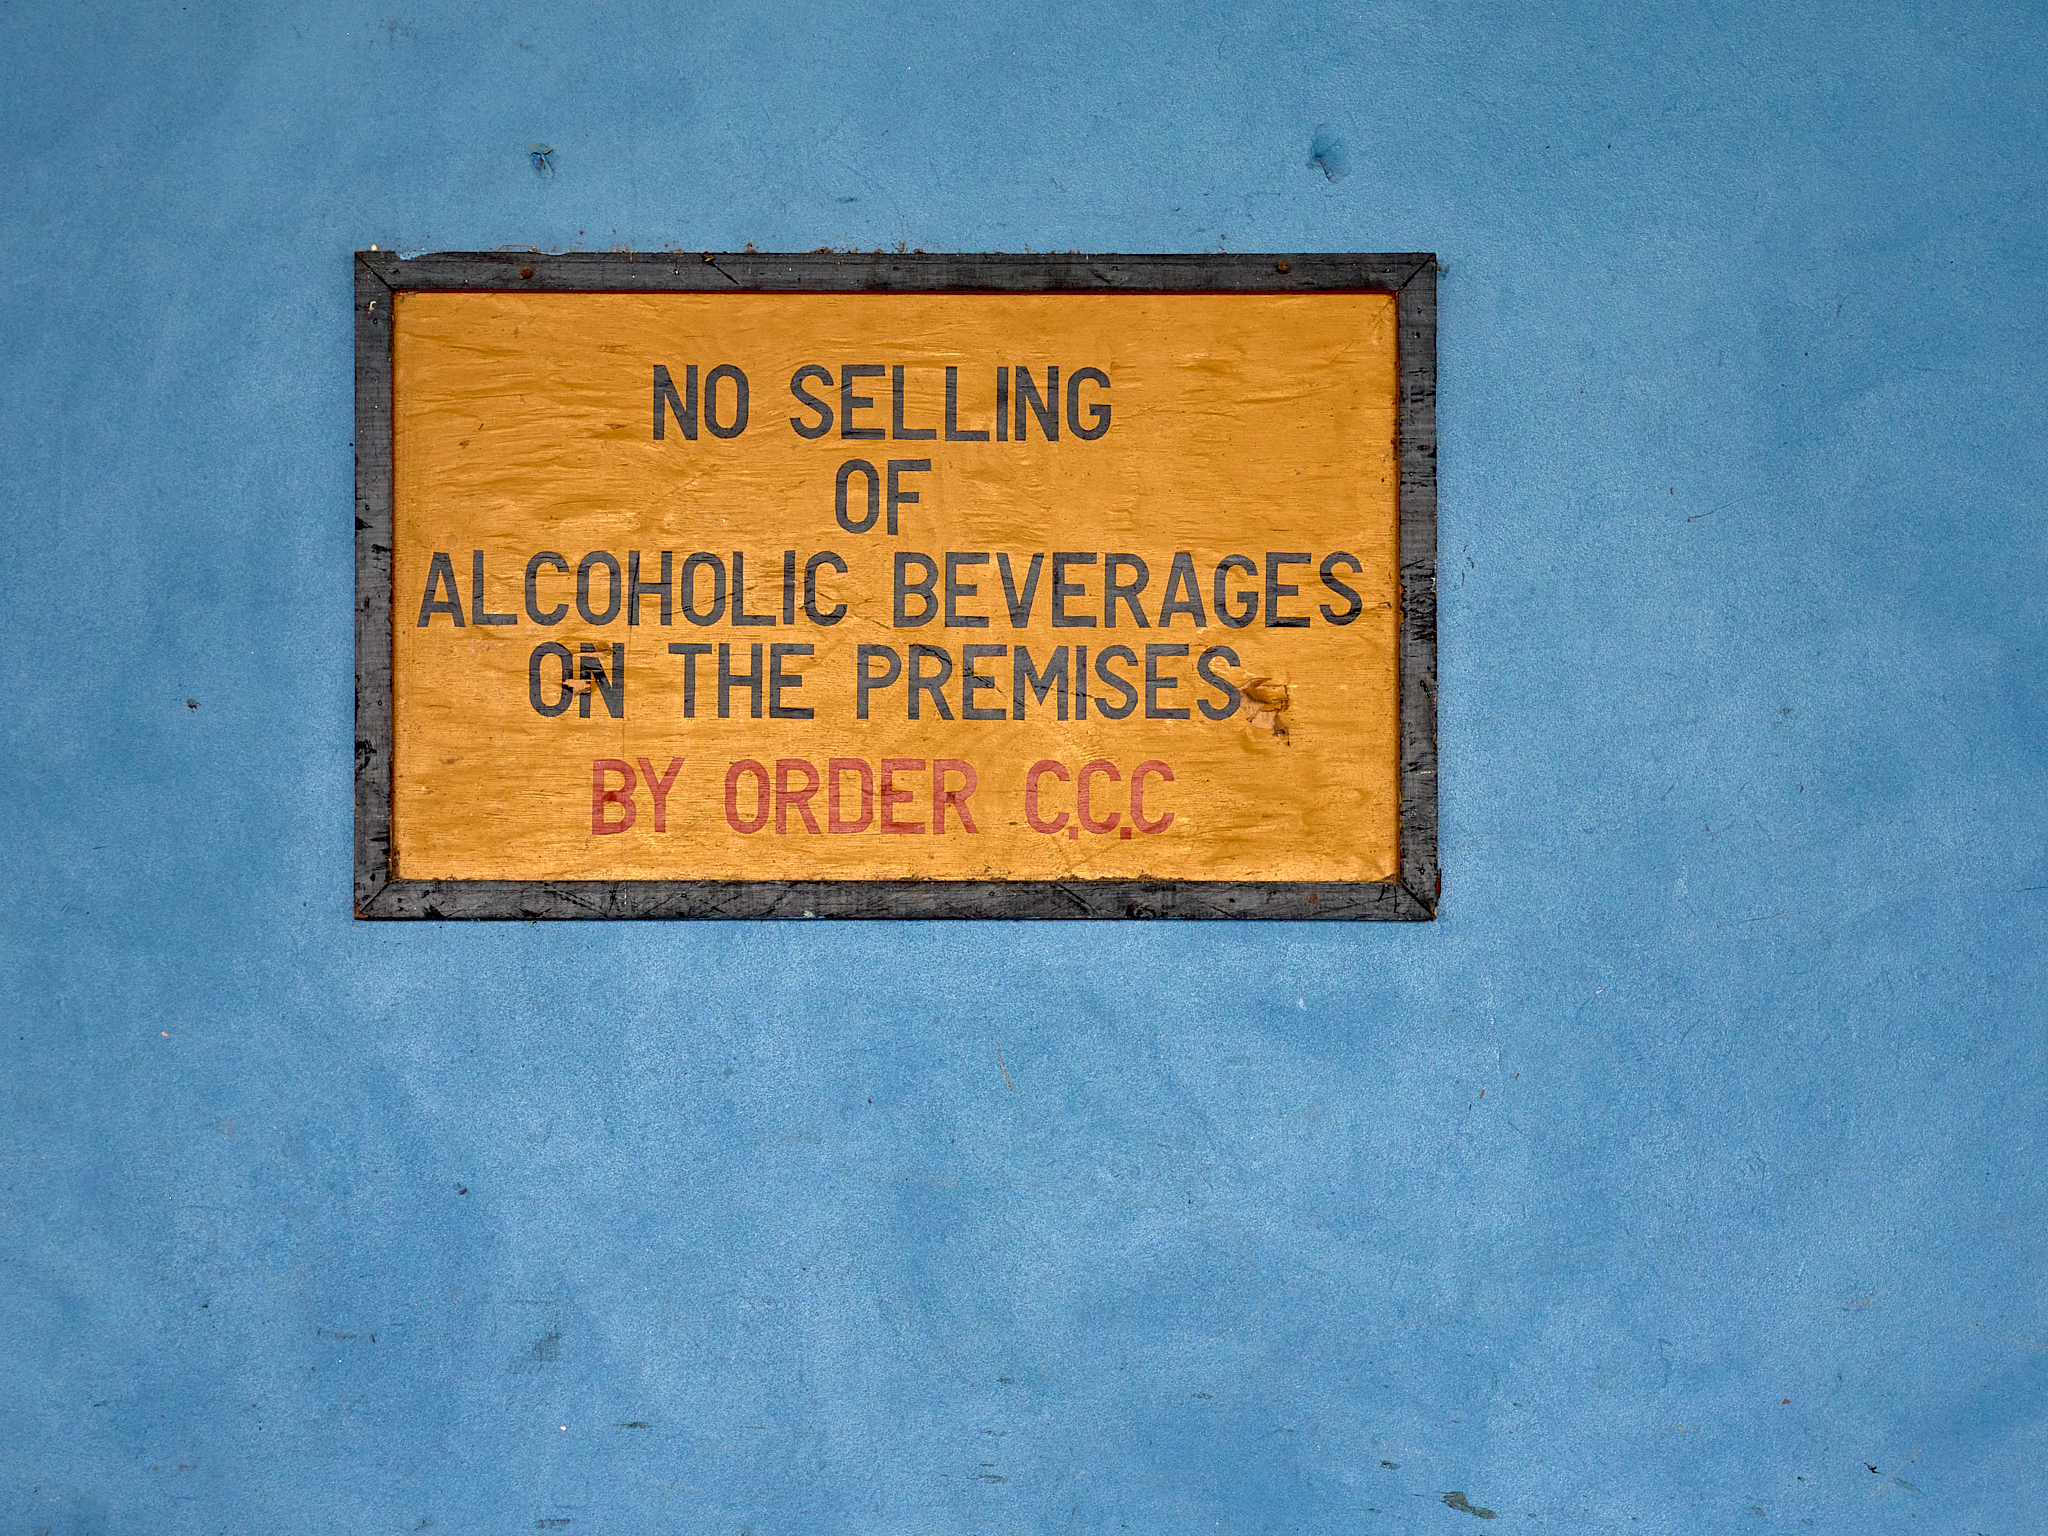 NO SELLING
OF
ALCOHOLIC BEVERAGES
ON THE PREMISES
BY ORDER C.C.C